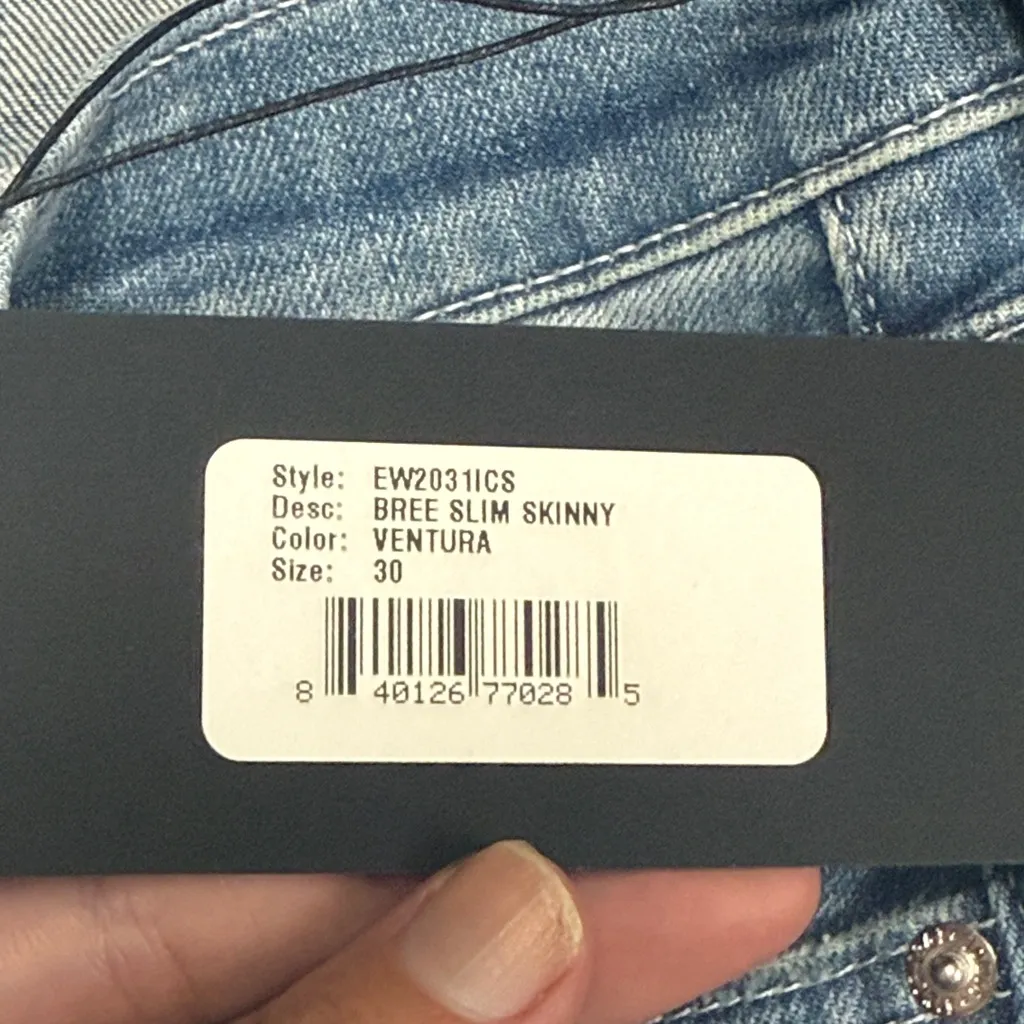 Style: EW2031ICS
Desc: BREE SLIM SKINNY
Color: VENTURA
Size: 30
8 40126 77028 5